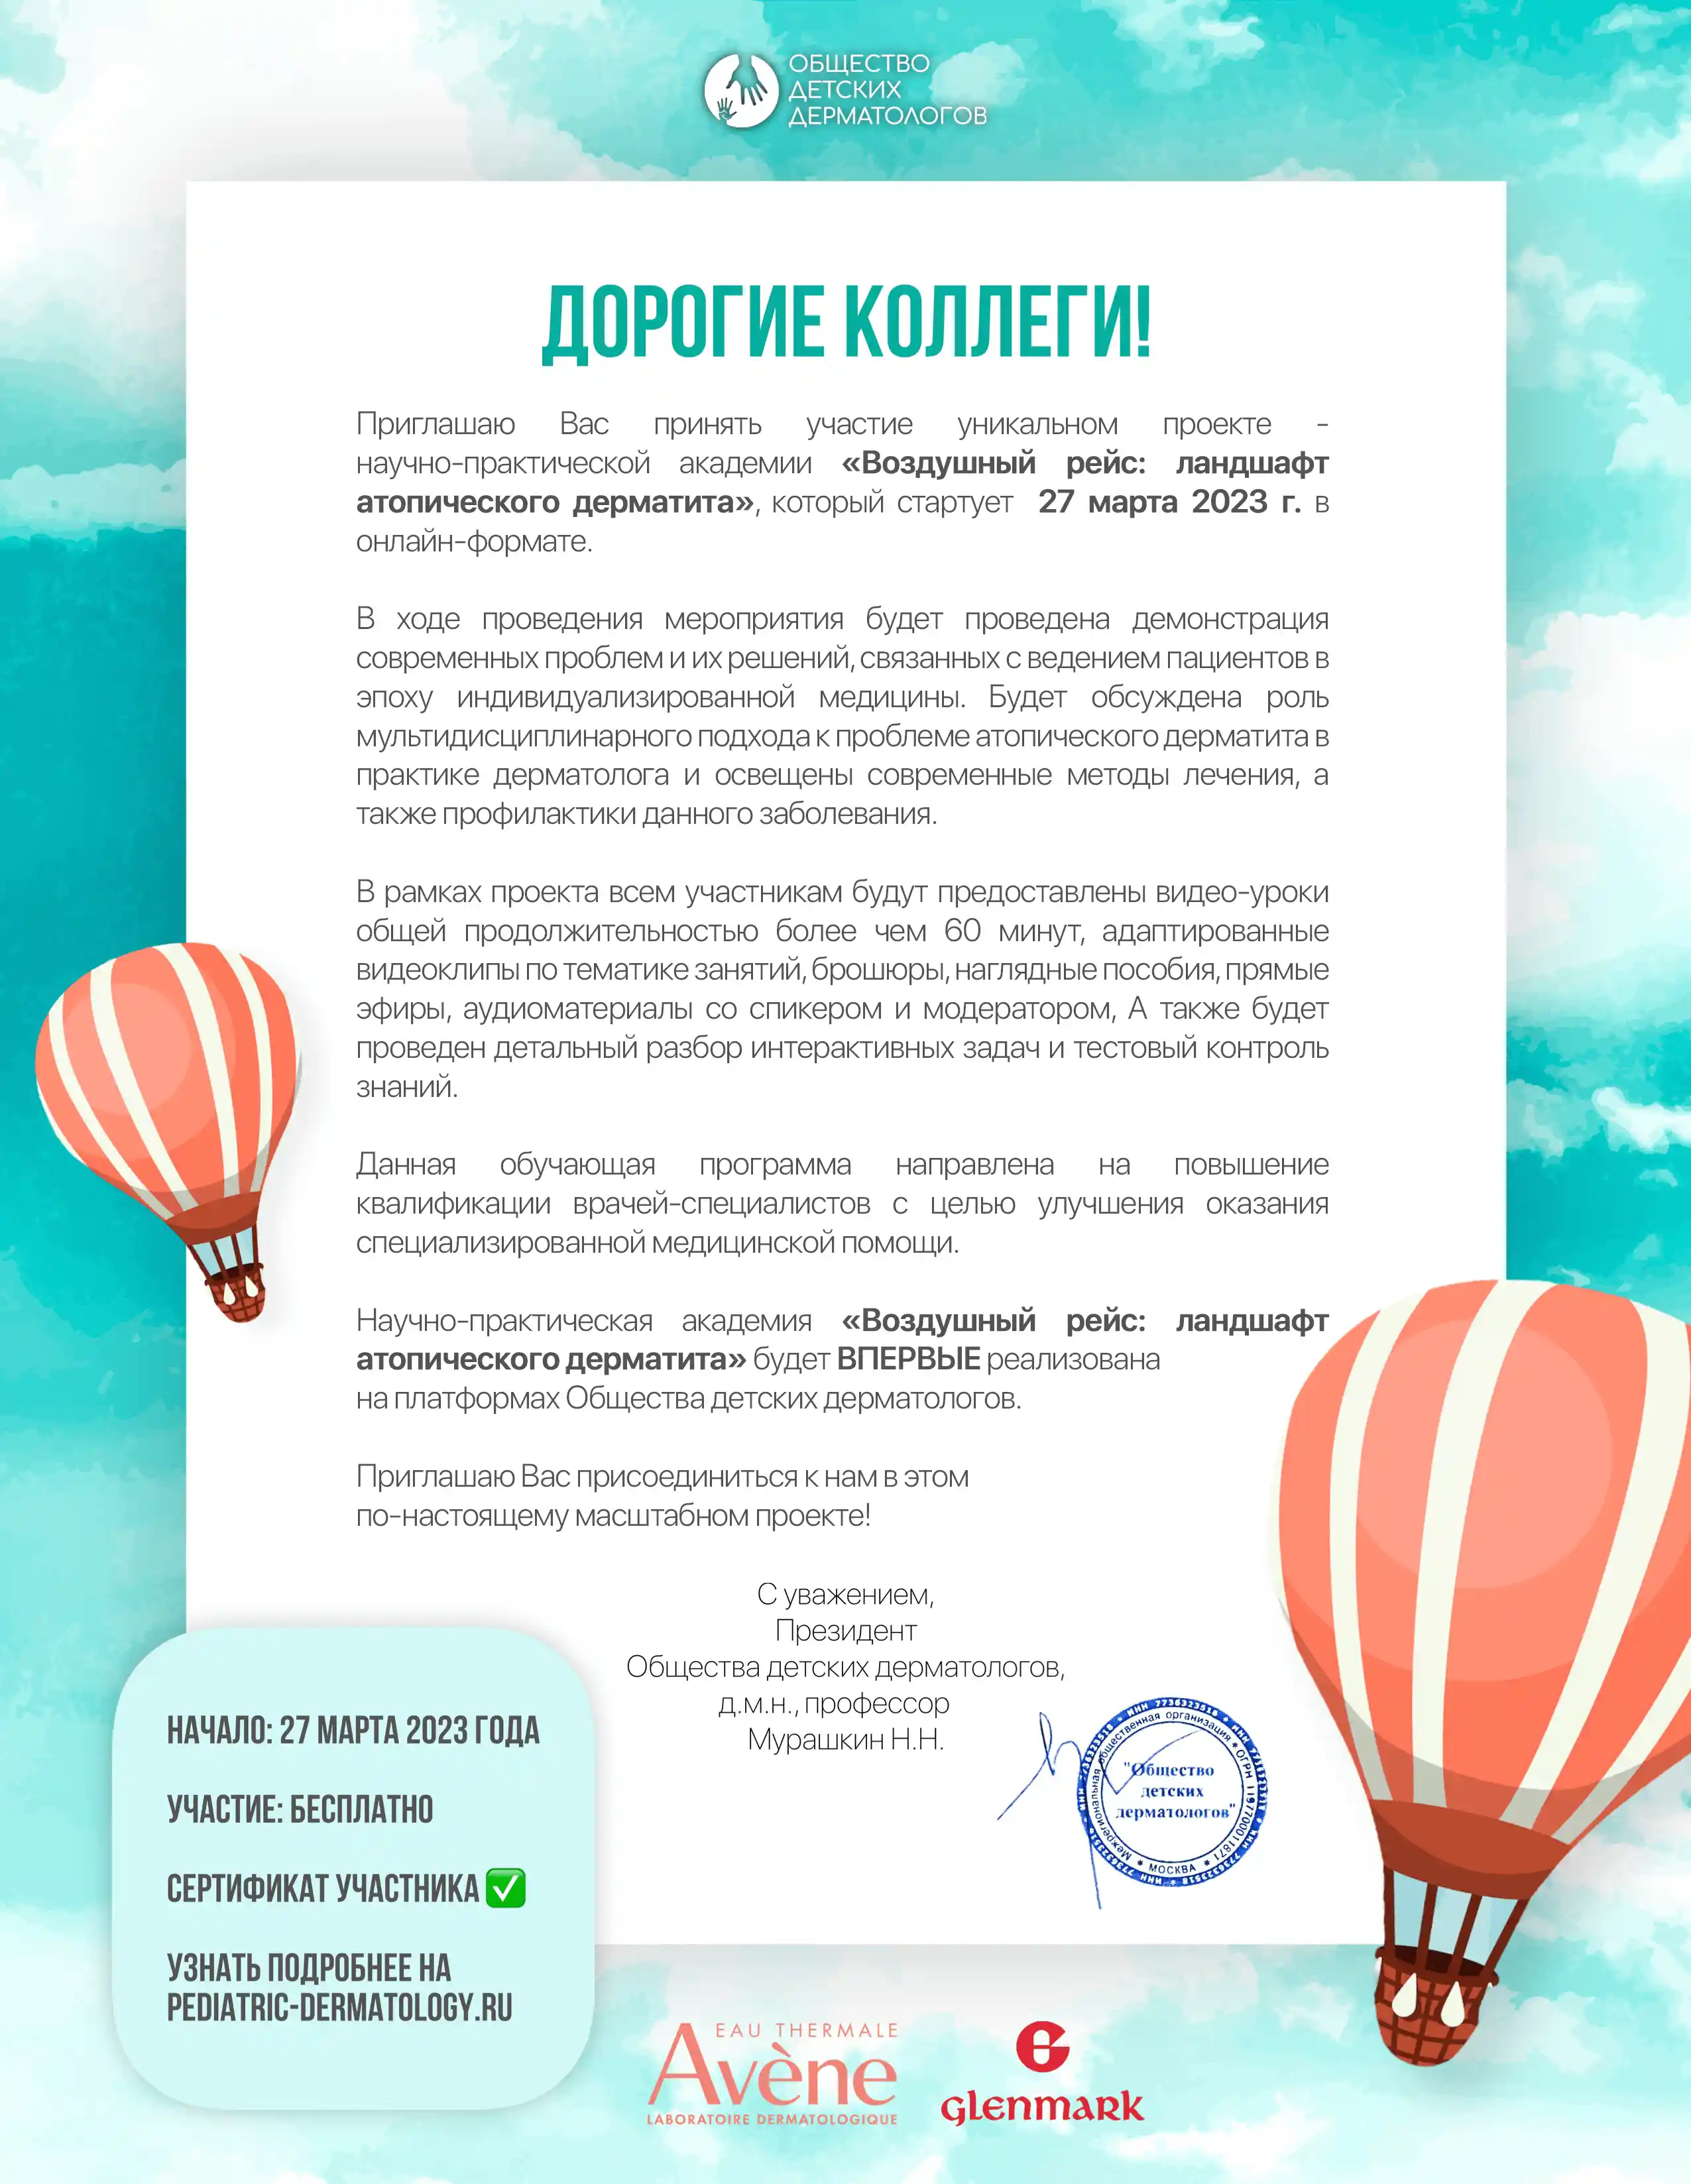 ОБЩЕСТВО
ДЕТСКИХ
ДЕРМАТОЛОГОВ
ДОРОГИЕ КОЛЛЕГИ!
Приглашаю Вас принять участие уникальном проекте -
научно-практической академии «Воздушный рейс: ландшафт
атопического дерматита», который стартует 27 марта 2023 г. в
онлайн-формате.
В ходе проведения мероприятия будет проведена демонстрация
современных проблем и их решений, связанных с ведением пациентов в
эпоху индивидуализированной медицины. Будет обсуждена роль
мультидисциплинарного подхода к проблеме атопического дерматита в
практике дерматолога и освещены современные методы лечения, а
также профилактики данного заболевания.
В рамках проекта всем участникам будут предоставлены видео-уроки
общей продолжительностью более чем 60 минут, адаптированные
видеоклипы по тематике занятий, брошюры, наглядные пособия, прямые
эфиры, аудиоматериалы со спикером и модератором, А также будет
проведен детальный разбор интерактивных задач и тестовый контроль
знаний.
Данная обучающая программа направлена на повышение
квалификации врачей-специалистов с целью улучшения оказания
специализированной медицинской помощи.
Научно-практическая академия «Воздушный рейс: ландшафт
атопического дерматита» будет ВПЕРВЫЕ реализована
на платформах Общества детских дерматологов.
Приглашаю Вас присоединиться к нам в этом
по-настоящему масштабном проекте!
С уважением,
Президент
Общества детских дерматологов,
д.м.н., профессор
Мурашкин Н.Н.
Межрегиональная общественная организация * ОГРН 1197700011871
* МОСКВА *
"Общество
детских
дерматологов"
НАЧАЛО: 27 МАРТА 2023 ГОДА
УЧАСТИЕ: БЕСПЛАТНО
СЕРТИФИКАТ УЧАСТНИКА ✅
УЗНАТЬ ПОДРОБНЕЕ НА
PEDIATRIC-DERMATOLOGY.RU
EAU THERMALE
Avène
LABORATOIRE DERMATOLOGIQUE
glenmark